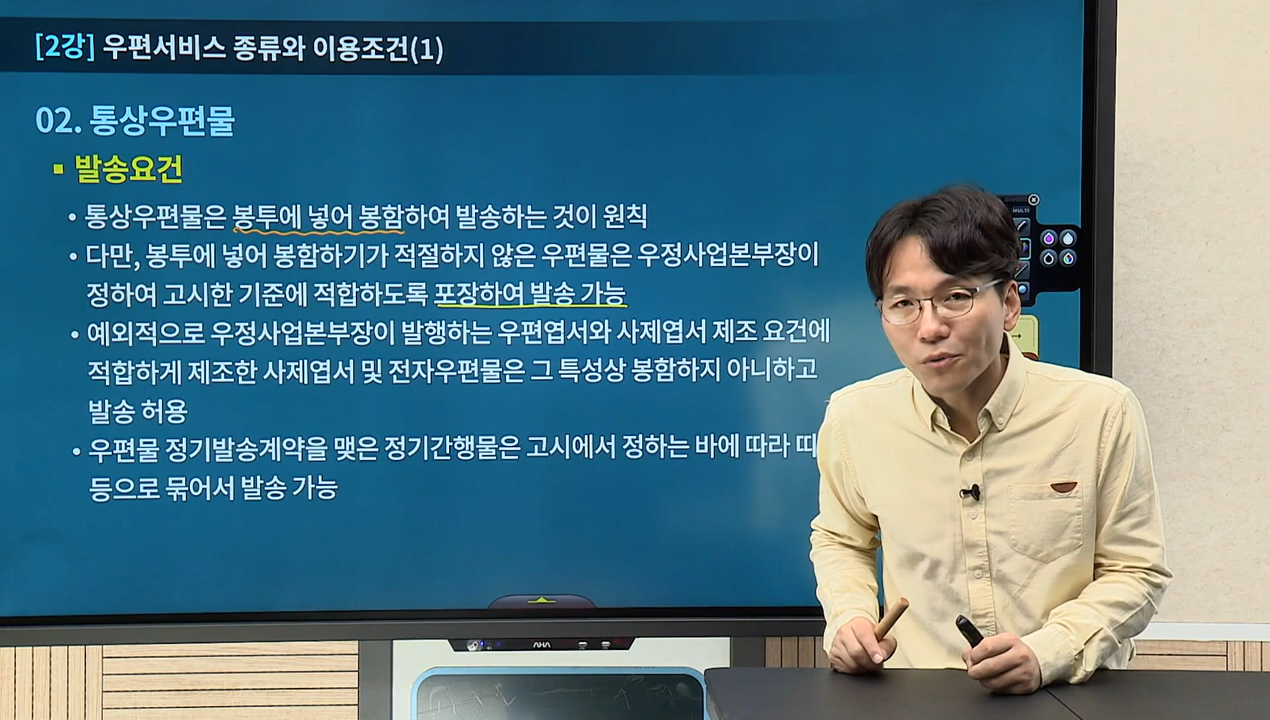 [2강] 우편서비스 종류와 이용조건(1)
02. 통상우편물
▪ 발송요건
• 통상우편물은 봉투에 넣어 봉함하여 발송하는 것이 원칙
• 다만, 봉투에 넣어 봉함하기가 적절하지 않은 우편물은 우정사업본부장이
정하여 고시한 기준에 적합하도록 포장하여 발송 가능
• 예외적으로 우정사업본부장이 발행하는 우편엽서와 사제엽서 제조 요건에
적합하게 제조한 사제엽서 및 전자우편물은 그 특성상 봉함하지 아니하고
발송 허용
• 우편물 정기발송계약을 맺은 정기간행물은 고시에서 정하는 바에 따라 띠
등으로 묶어서 발송 가능
MULTI
AHA